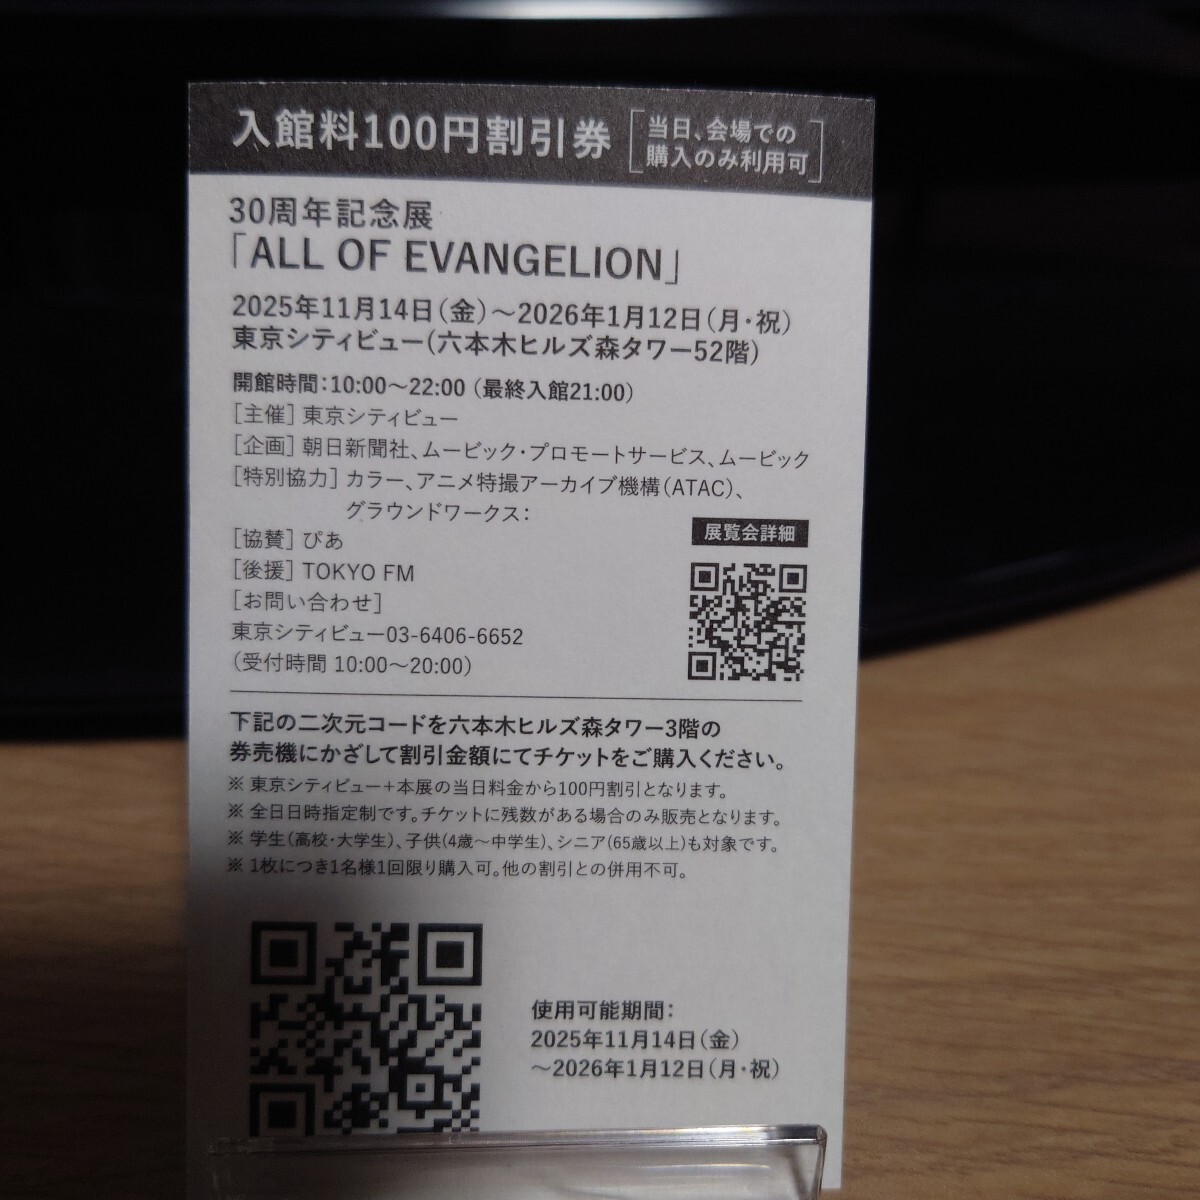 入館料100円割引券
[当日、会場での
購入のみ利用可]
30周年記念展
「ALL OF EVANGELION」
2025年11月14日(金)～2026年1月12日(月・祝)
東京シティビュー(六本木ヒルズ森タワー52階)
開館時間:10:00～22:00 (最終入館21:00)
[主催] 東京シティビュー
[企画] 朝日新聞社、ムービック・プロモートサービス、ムービック
[特別協力] カラー、アニメ特撮アーカイブ機構(ATAC)、
グラウンドワークス:
[協賛] ぴあ
[後援] TOKYO FM
[お問い合わせ]
東京シティビュー03-6406-6652
(受付時間 10:00～20:00)
展覧会詳細
下記の二次元コードを六本木ヒルズ森タワー3階の
券売機にかざして割引金額にてチケットをご購入ください。
※ 東京シティビュー+本展の当日料金から100円割引となります。
※ 全日日時指定制です。チケットに残数がある場合のみ販売となります。
※ 学生(高校・大学生)、子供(4歳～中学生)、シニア(65歳以上)も対象です。
※ 1枚につき1名様1回限り購入可。他の割引との併用不可。
使用可能期間:
2025年11月14日(金)
～2026年1月12日(月・祝)